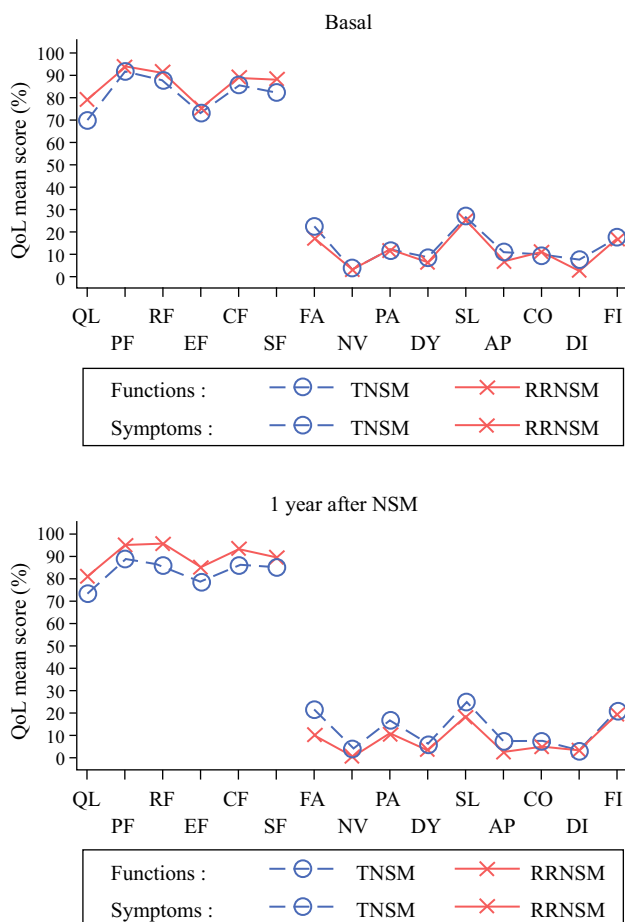 Basal
100
90
80
70
60
50
40
30
20
10
0
QoL mean score (%)
QL RF CF FA PA SL CO FI
PF EF SF NV DY AP DI
Functions : TNSM RRNSM
Symptoms : TNSM RRNSM
1 year after NSM
100
90
80
70
60
50
40
30
20
10
0
QoL mean score (%)
QL RF CF FA PA SL CO FI
PF EF SF NV DY AP DI
Functions : TNSM RRNSM
Symptoms : TNSM RRNSM